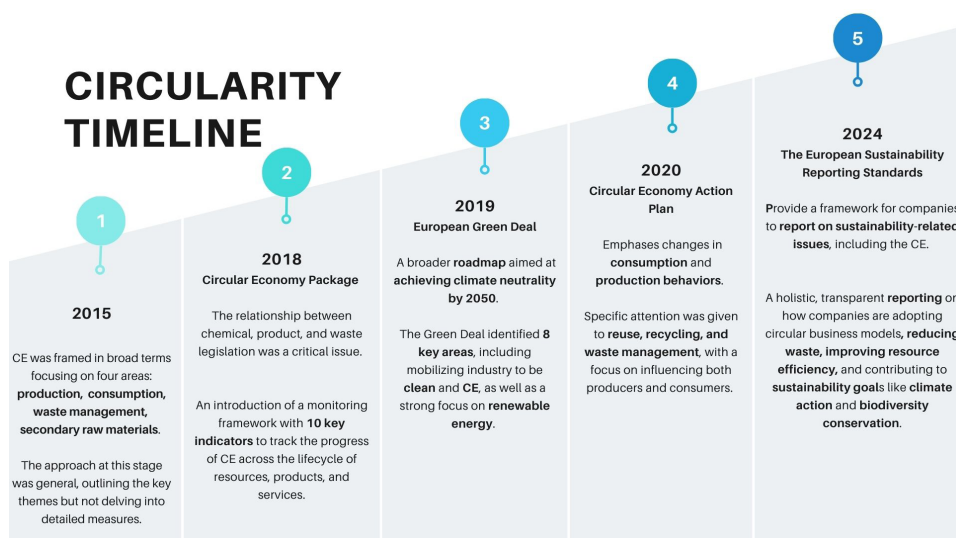 CIRCULARITY
TIMELINE
1
2015
CE was framed in broad terms
focusing on four areas:
production, consumption,
waste management,
secondary raw materials.
The approach at this stage
was general, outlining the key
themes but not delving into
detailed measures.
2
2018
Circular Economy Package
The relationship between
chemical, product, and waste
legislation was a critical issue.
An introduction of a monitoring
framework with 10 key
indicators to track the progress
of CE across the lifecycle of
resources, products, and
services.
3
2019
European Green Deal
A broader roadmap aimed at
achieving climate neutrality
by 2050.
The Green Deal identified 8
key areas, including
mobilizing industry to be
clean and CE, as well as a
strong focus on renewable
energy.
4
2020
Circular Economy Action
Plan
Emphases changes in
consumption and
production behaviors.
Specific attention was given
to reuse, recycling, and
waste management, with a
focus on influencing both
producers and consumers.
5
2024
The European Sustainability
Reporting Standards
Provide a framework for companies
to report on sustainability-related
issues, including the CE.
A holistic, transparent reporting on
how companies are adopting
circular business models, reducing
waste, improving resource
efficiency, and contributing to
sustainability goals like climate
action and biodiversity
conservation.